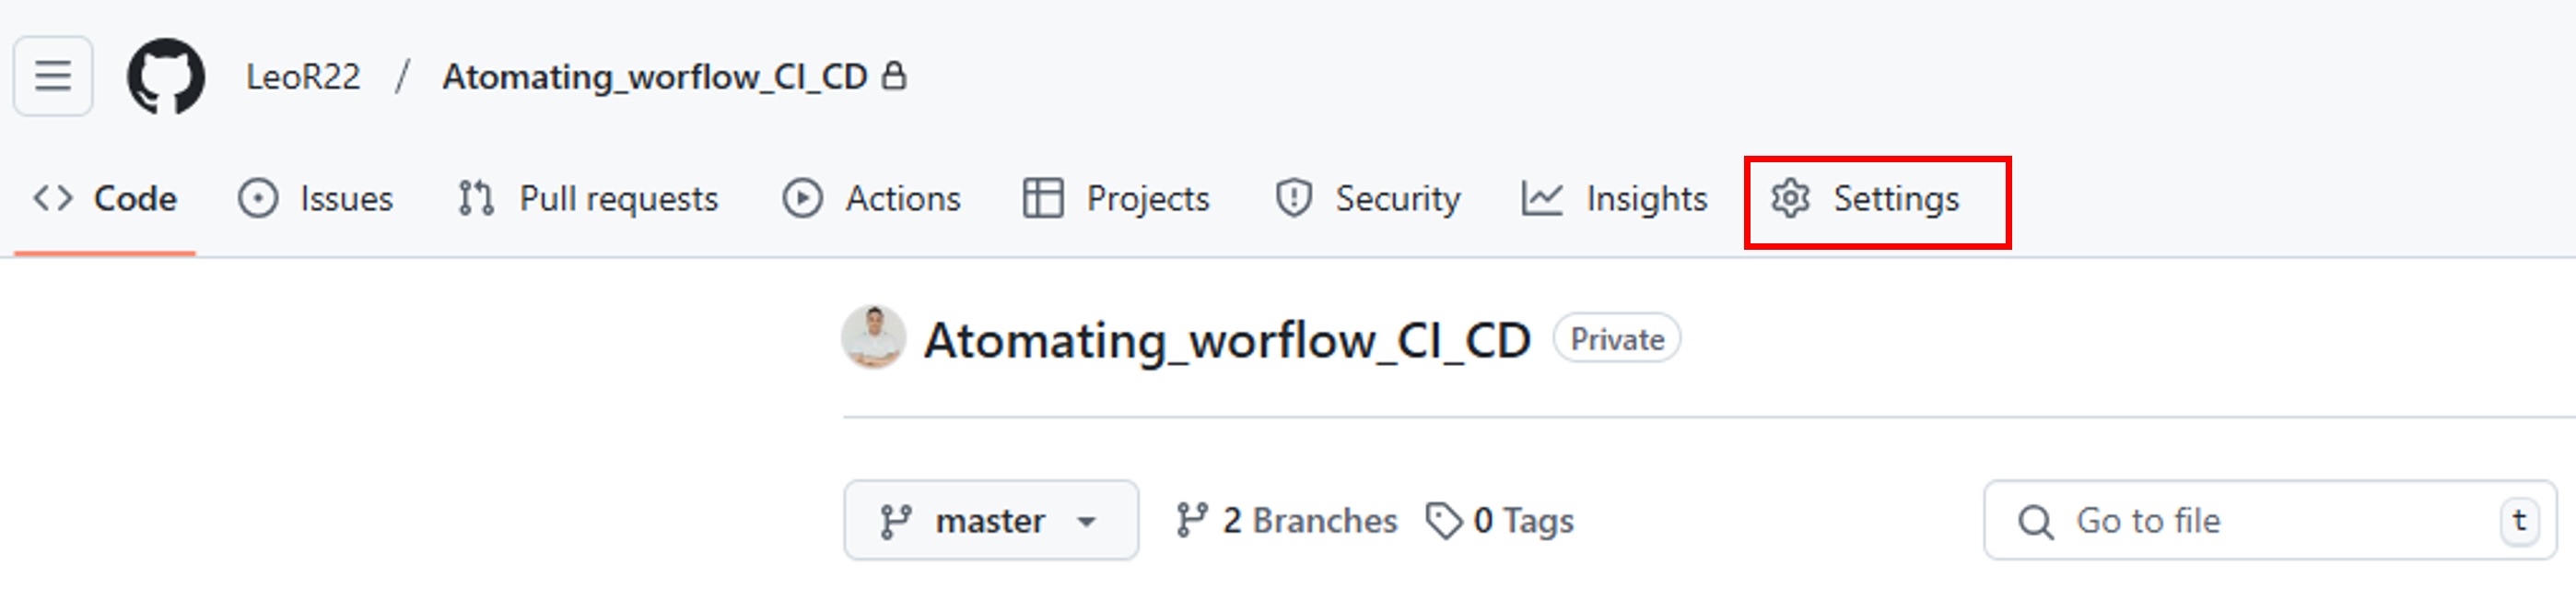 LeoR22 / Atomating_worflow_CI_CD
Code Issues Pull requests Actions Projects Security Insights Settings
Atomating_worflow_CI_CD Private
master 2 Branches 0 Tags Go to file t